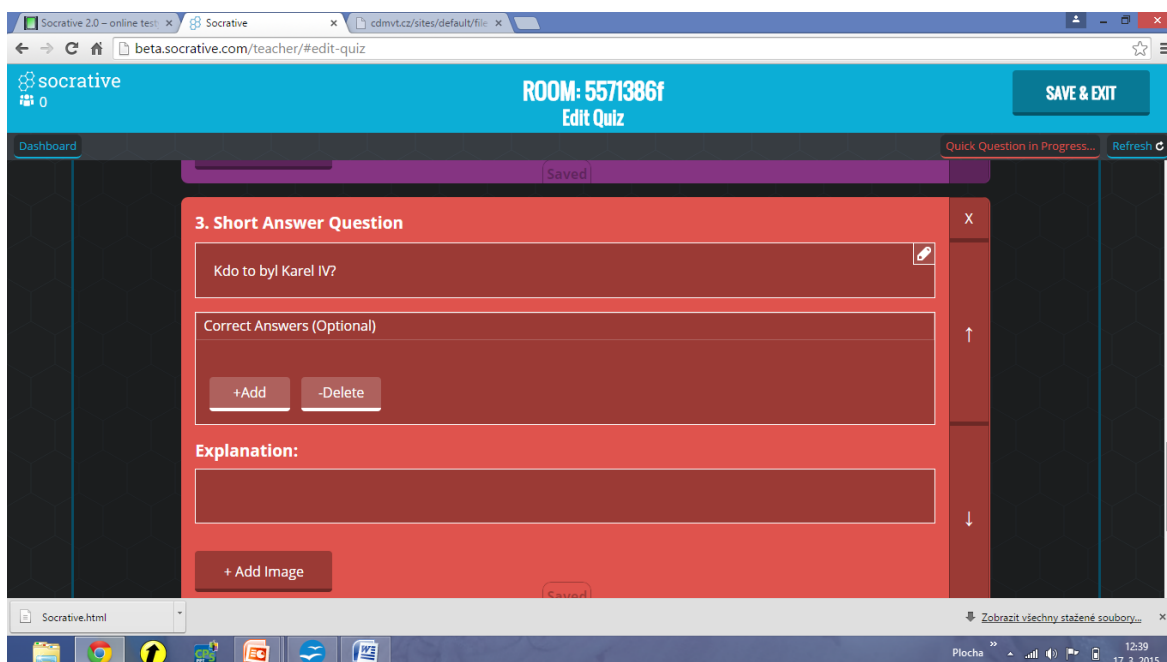 Socrative 2.0 – online test
Socrative
cdmvt.cz/sites/default/file
beta.socrative.com/teacher/#edit-quiz
socrative
0
ROOM: 5571386f
Edit Quiz
SAVE & EXIT
Dashboard
Quick Question in Progress...
Refresh
Saved
3. Short Answer Question
X
Kdo to byl Karel IV?
Correct Answers (Optional)
+Add
-Delete
Explanation:
+ Add Image
Saved
Socrative.html
Zobrazit všechny stažené soubory...
Plocha
12:39
17. 3. 2015